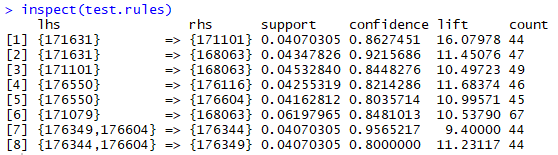 > inspect(test.rules)
lhs rhs support confidence lift count
[1] {171631} => {171101} 0.04070305 0.8627451 16.07978 44
[2] {171631} => {168063} 0.04347826 0.9215686 11.45076 47
[3] {171101} => {168063} 0.04532840 0.8448276 10.49723 49
[4] {176550} => {176116} 0.04255319 0.8214286 11.68374 46
[5] {176550} => {176604} 0.04162812 0.8035714 10.99571 45
[6] {171079} => {168063} 0.06197965 0.8481013 10.53790 67
[7] {176349,176604} => {176344} 0.04070305 0.9565217 9.40000 44
[8] {176344,176604} => {176349} 0.04070305 0.8000000 11.23117 44